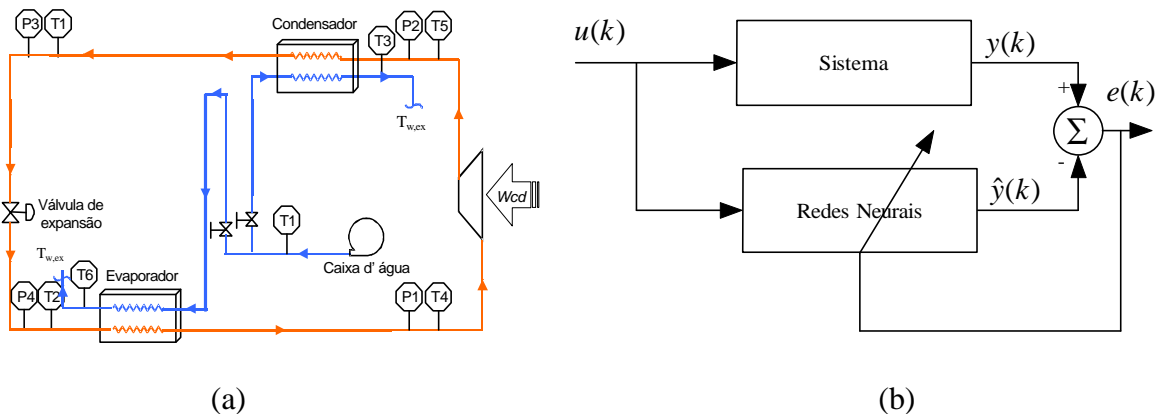 P3 T1
Condensador
P2 T5
T3
T_w,ex
Wcd
Válvula de
expansão
T1
Caixa d' água
T_w,ex
T6
Evaporador
P4 T2
P1 T4
(a)
u(k)
Sistema
y(k)
+
e(k)
Σ
-
Redes Neurais
ŷ(k)
(b)